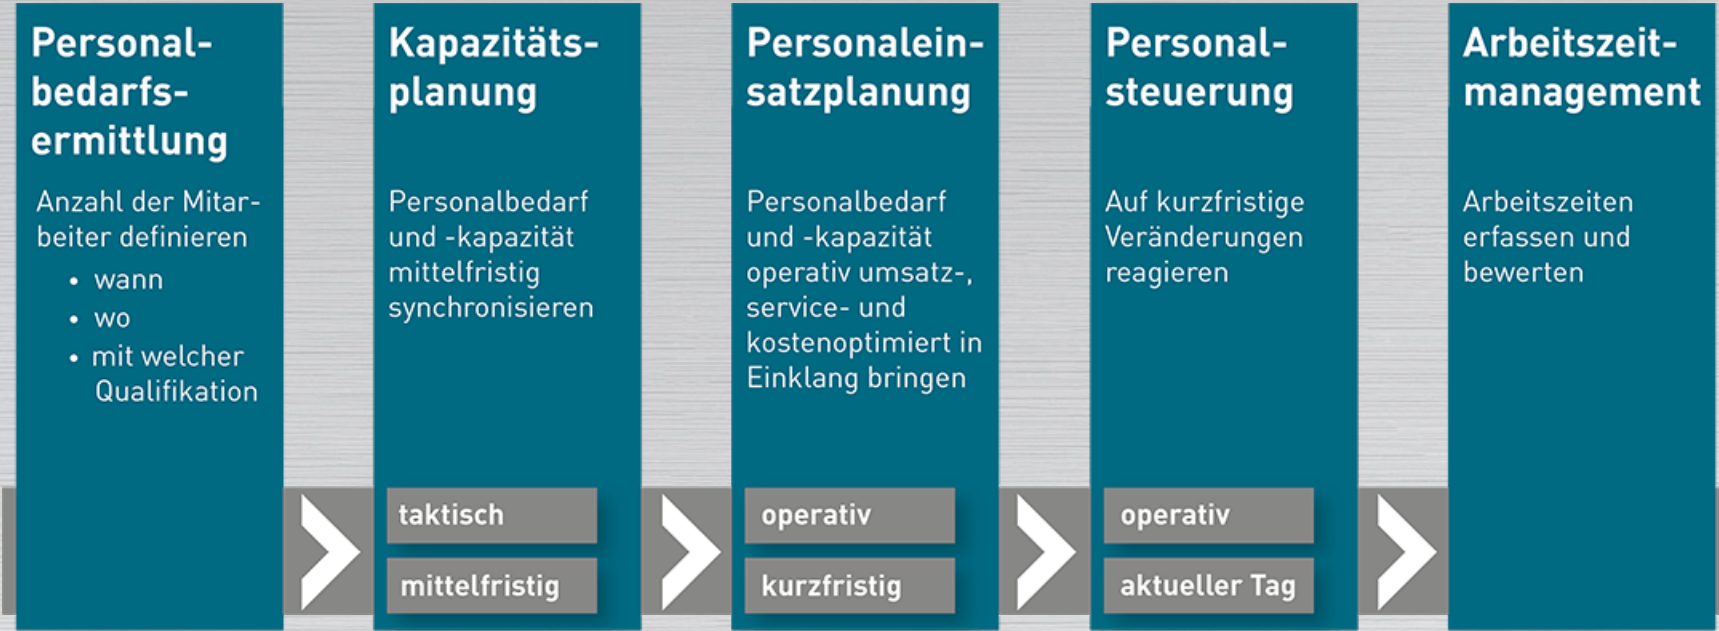 Personal-
bedarfs-
ermittlung
Anzahl der Mitar-
beiter definieren
• wann
• wo
• mit welcher
Qualifikation
Kapazitäts-
planung
Personalbedarf
und -kapazität
mittelfristig
synchronisieren
taktisch
mittelfristig
Personalein-
satzplanung
Personalbedarf
und -kapazität
operativ umsatz-,
service- und
kostenoptimiert in
Einklang bringen
operativ
kurzfristig
Personal-
steuerung
Auf kurzfristige
Veränderungen
reagieren
operativ
aktueller Tag
Arbeitszeit-
management
Arbeitszeiten
erfassen und
bewerten